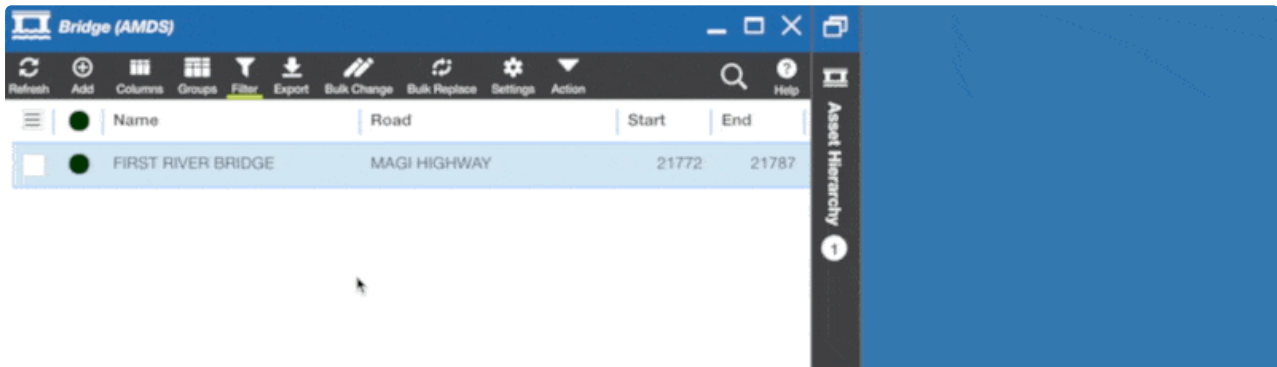 Bridge (AMDS)
Refresh Add Columns Groups Filter Export Bulk Change Bulk Replace Settings Action ? Help
Name Road Start End
FIRST RIVER BRIDGE MAGI HIGHWAY 21772 21787
Asset Hierarchy 1